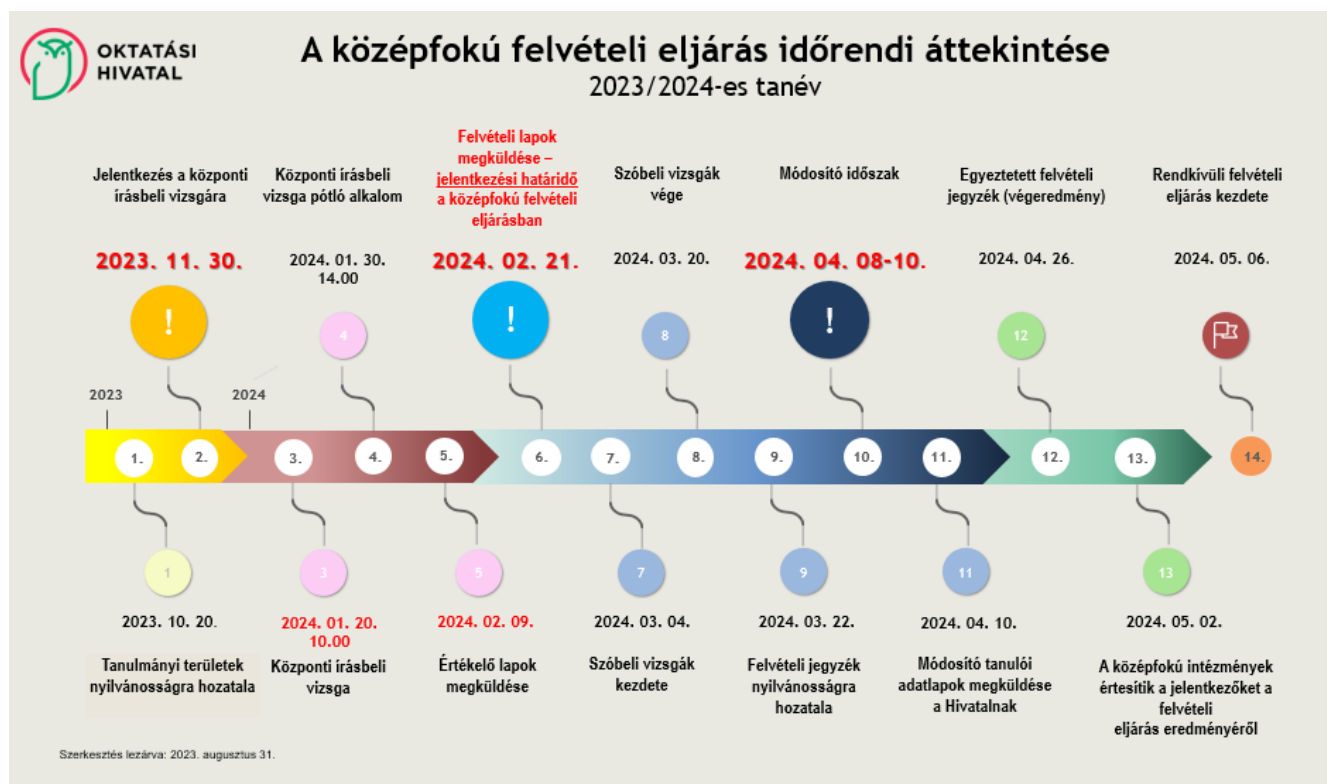 OKTATÁSI
HIVATAL
A középfokú felvételi eljárás időrendi áttekintése
2023/2024-es tanév
Jelentkezés a központi
írásbeli vizsgára
2023. 11. 30.
!
Központi írásbeli
vizsga pótló alkalom
2024. 01. 30.
14.00
4
Felvételi lapok
megküldése –
jelentkezési határidő
a középfokú felvételi
eljárásban
2024. 02. 21.
!
Szóbeli vizsgák
vége
2024. 03. 20.
8
Módosító időszak
2024. 04. 08-10.
!
Egyeztetett felvételi
jegyzék (végeredmény)
2024. 04. 26.
12
Rendkívüli felvételi
eljárás kezdete
2024. 05. 06.
2023
2024
1.
2.
3.
4.
5.
6.
7.
8.
9.
10.
11.
12.
13.
14.
1
2023. 10. 20.
Tanulmányi területek
nyilvánosságra hozatala
3
2024. 01. 20.
10.00
Központi írásbeli
vizsga
5
2024. 02. 09.
Értékelő lapok
megküldése
7
2024. 03. 04.
Szóbeli vizsgák
kezdete
9
2024. 03. 22.
Felvételi jegyzék
nyilvánosságra
hozatala
11
2024. 04. 10.
Módosító tanulói
adatlapok megküldése
a Hivatalnak
13
2024. 05. 02.
A középfokú intézmények
értesítik a jelentkezőket a
felvételi
eljárás eredményéről
Szerkesztés lezárva: 2023. augusztus 31.